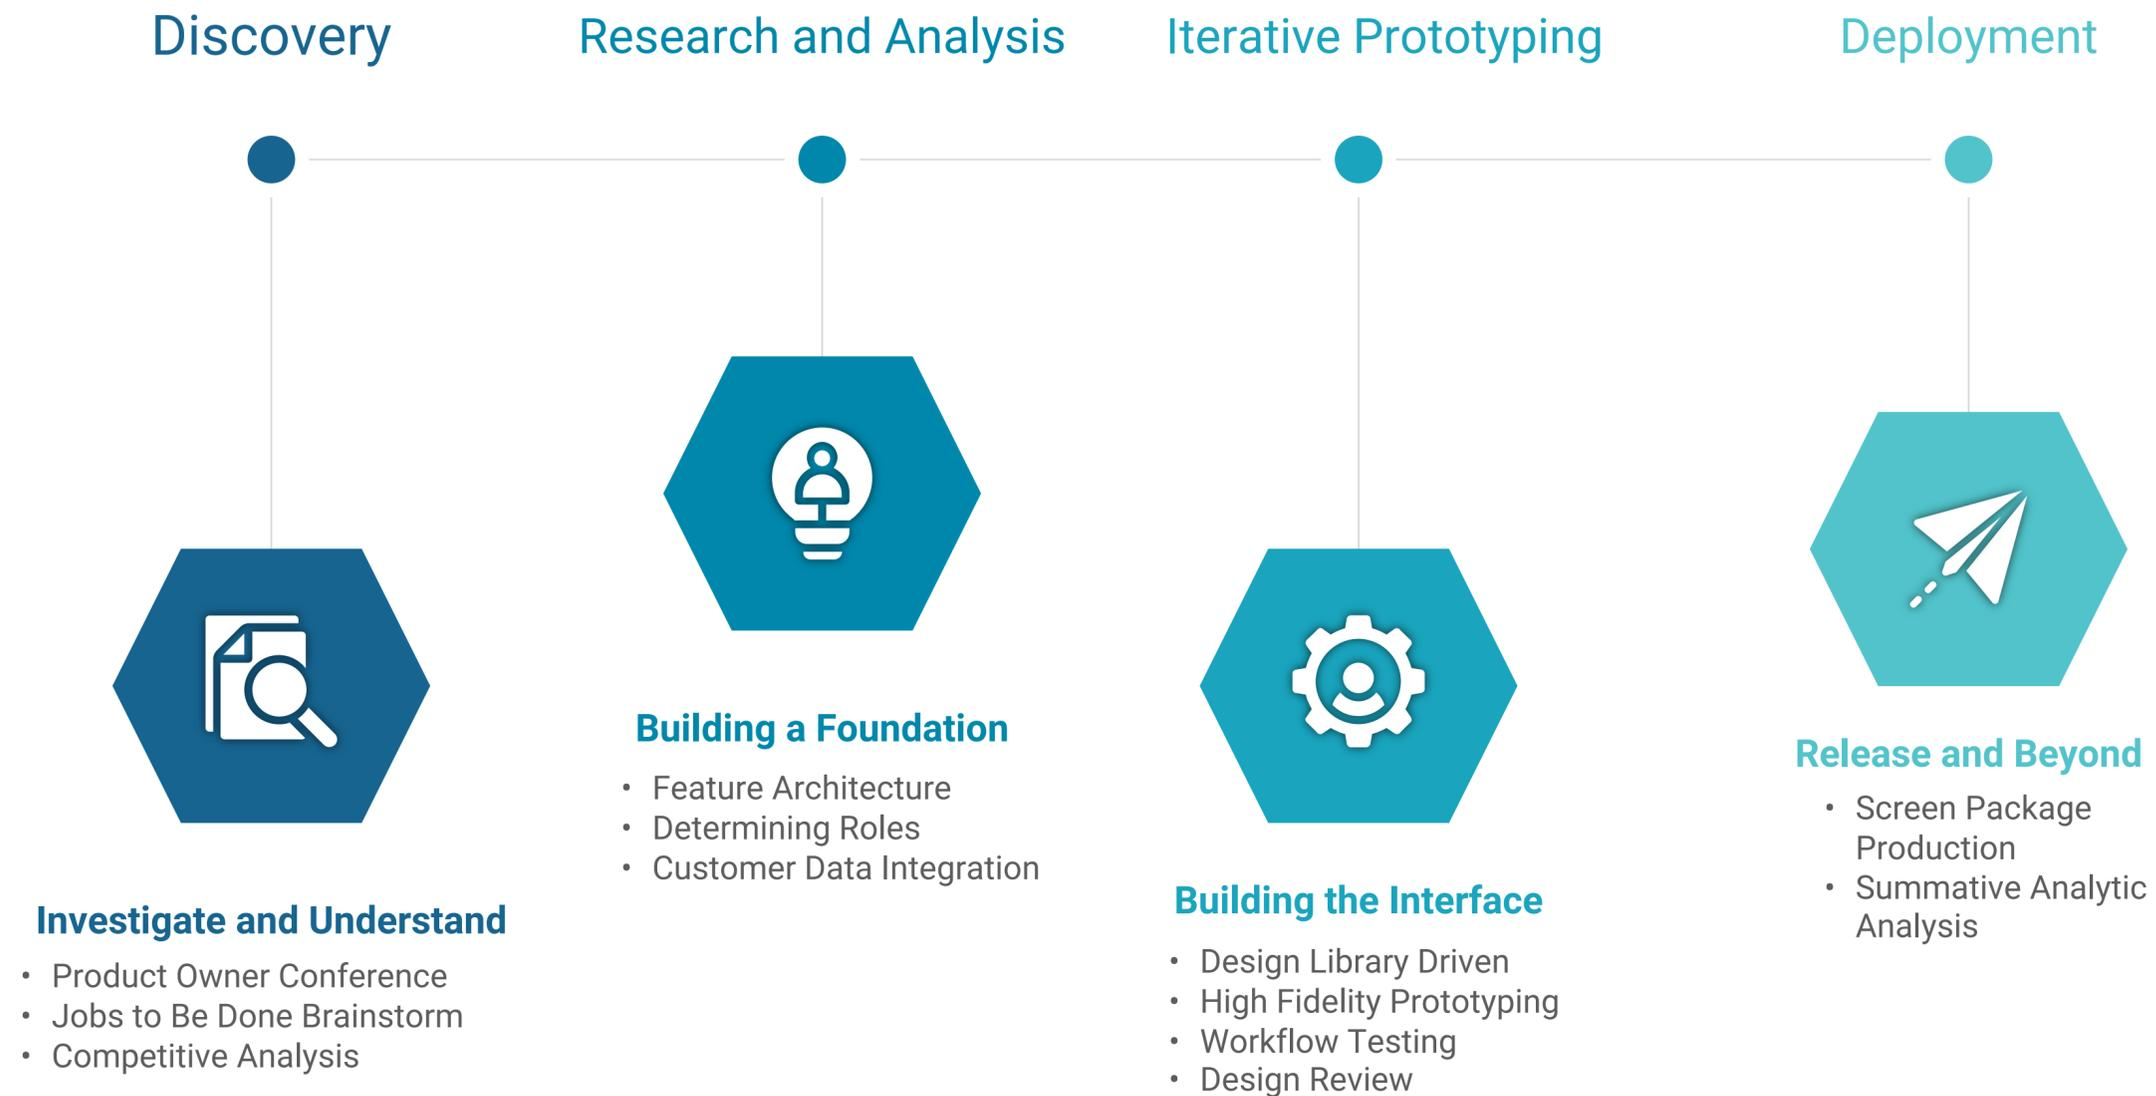 Discovery
Research and Analysis
Iterative Prototyping
Deployment
Investigate and Understand
• Product Owner Conference
• Jobs to Be Done Brainstorm
• Competitive Analysis
Building a Foundation
• Feature Architecture
• Determining Roles
• Customer Data Integration
Building the Interface
• Design Library Driven
• High Fidelity Prototyping
• Workflow Testing
• Design Review
Release and Beyond
• Screen Package
Production
• Summative Analytic
Analysis